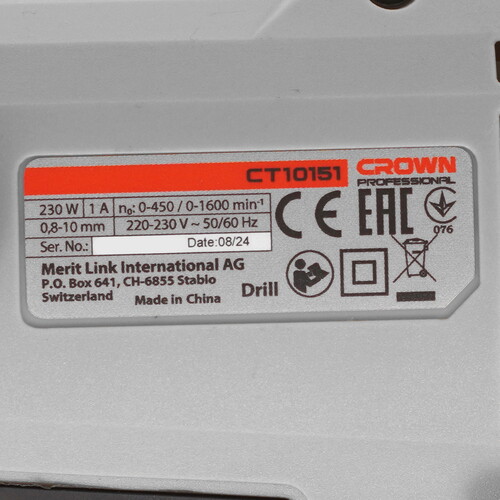 CT10151 CROWN
PROFESSIONAL
230 W 1 A n₀: 0-450 / 0-1600 min⁻¹
0,8-10 mm 220-230 V ~ 50/60 Hz
Ser. No.: Date:08/24
CE EAC
076
Merit Link International AG
P.O. Box 641, CH-6855 Stabio
Switzerland
Made in China
Drill